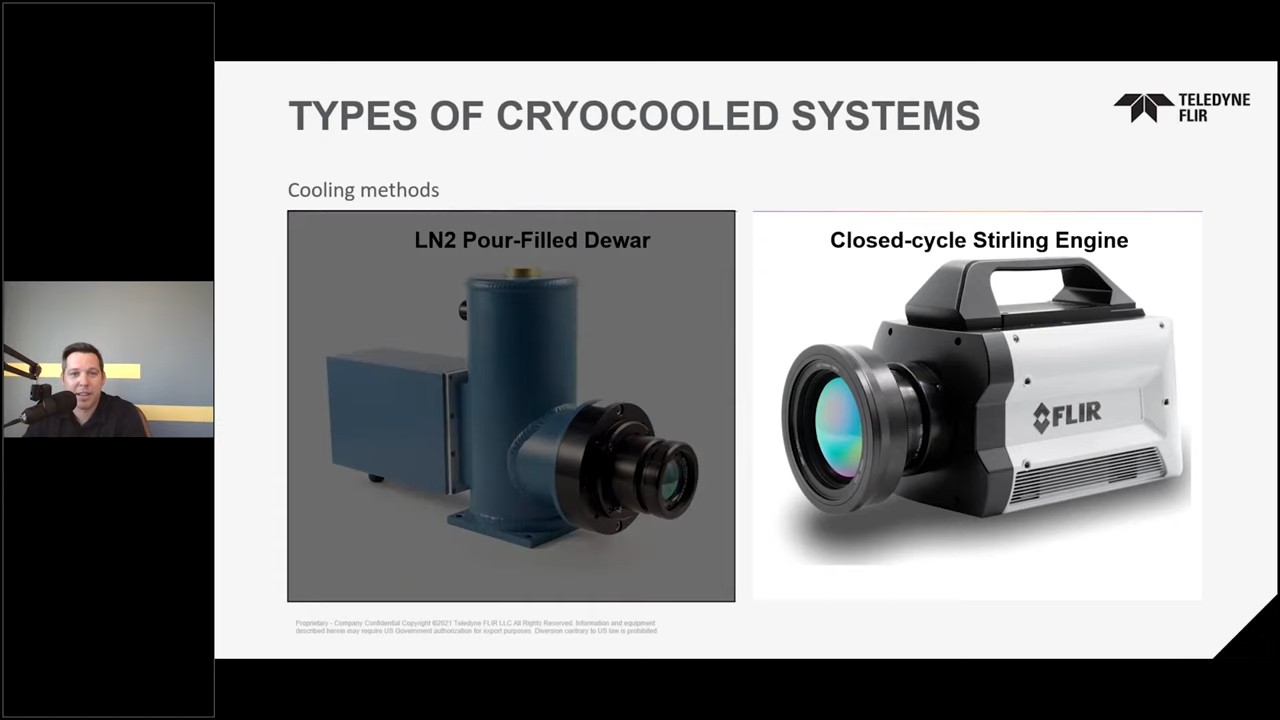 TYPES OF CRYOCOOLED SYSTEMS
TELEDYNE
FLIR
Cooling methods
LN2 Pour-Filled Dewar
Closed-cycle Stirling Engine
FLIR
Proprietary - Company Confidential Copyright ©2021 Teledyne FLIR LLC All Rights Reserved. Information and equipment
described herein may require US Government authorization for export purposes. Diversion contrary to US law is prohibited.